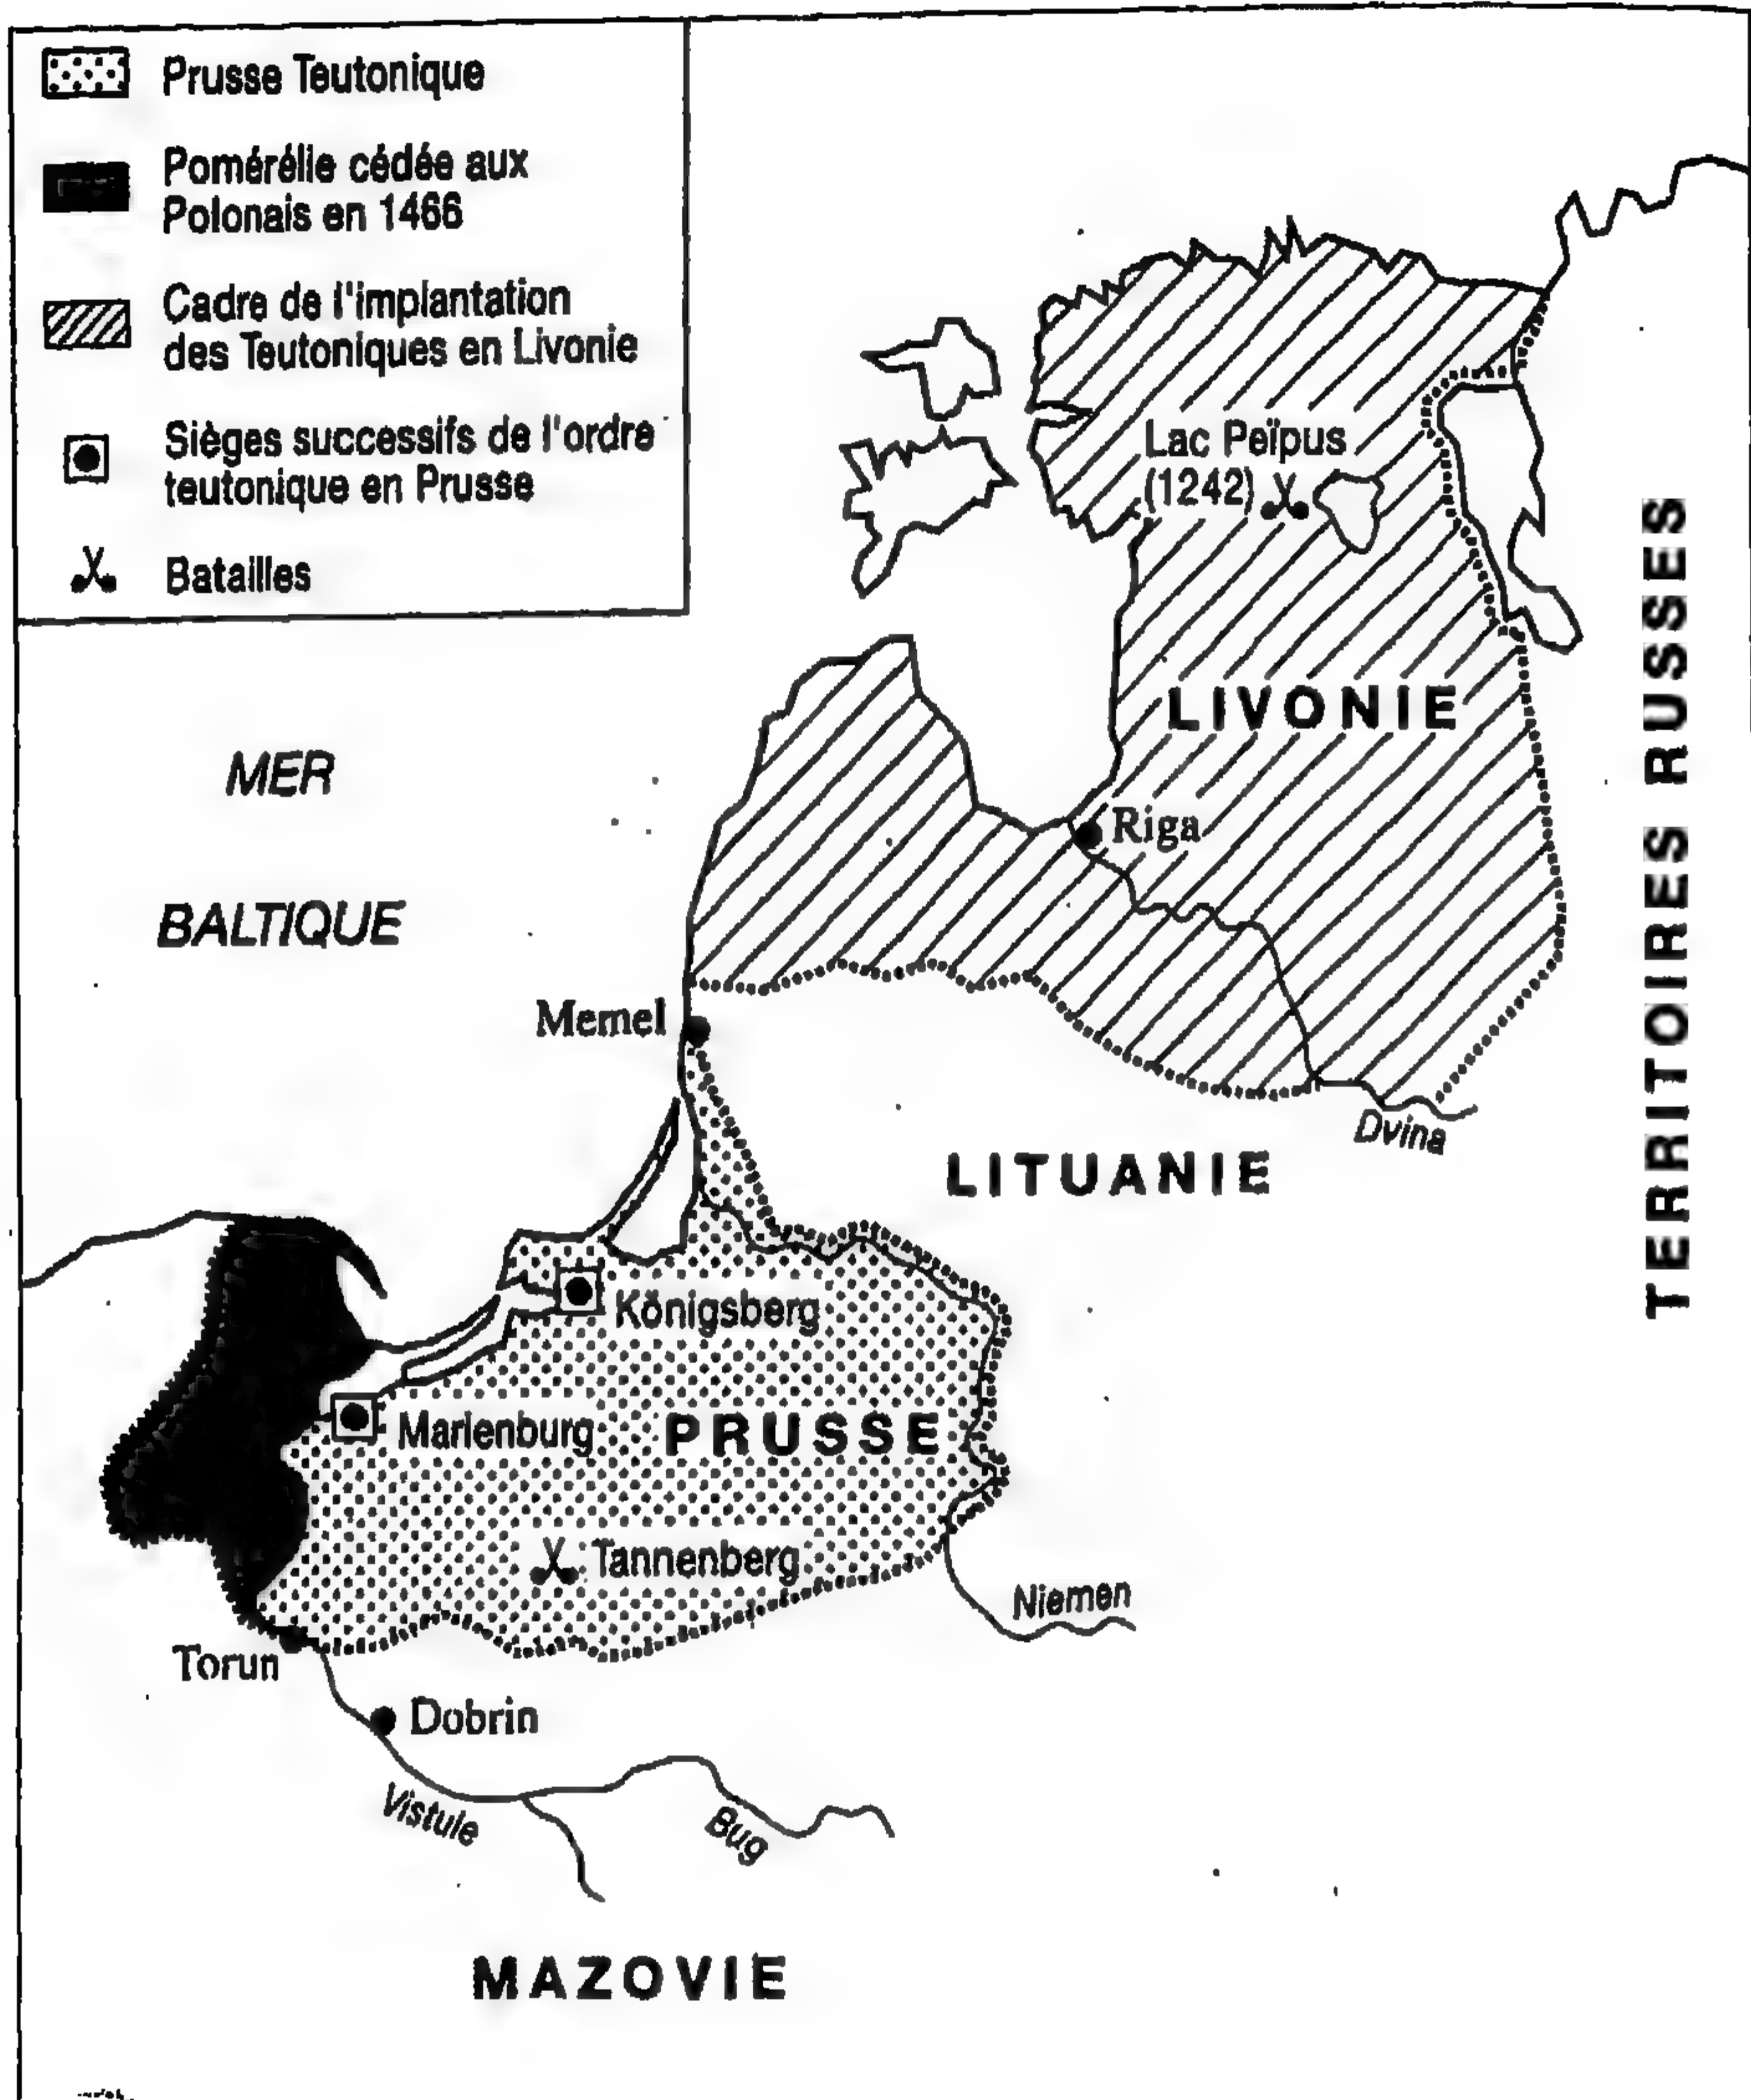 Prusse Teutonique
Pomérélie cédée aux
Polonais en 1466
Cadre de l'implantation
des Teutoniques en Livonie
Sièges successifs de l'ordre
teutonique en Prusse
Batailles
Lac Peïpus
(1242)
LIVONIE
TERRITOIRES RUSSES
MER
BALTIQUE
Riga
Memel
Dvina
LITUANIE
Königsberg
Marienburg
PRUSSE
Tannenberg
Niemen
Torun
Dobrin
Vistule
Bug
MAZOVIE